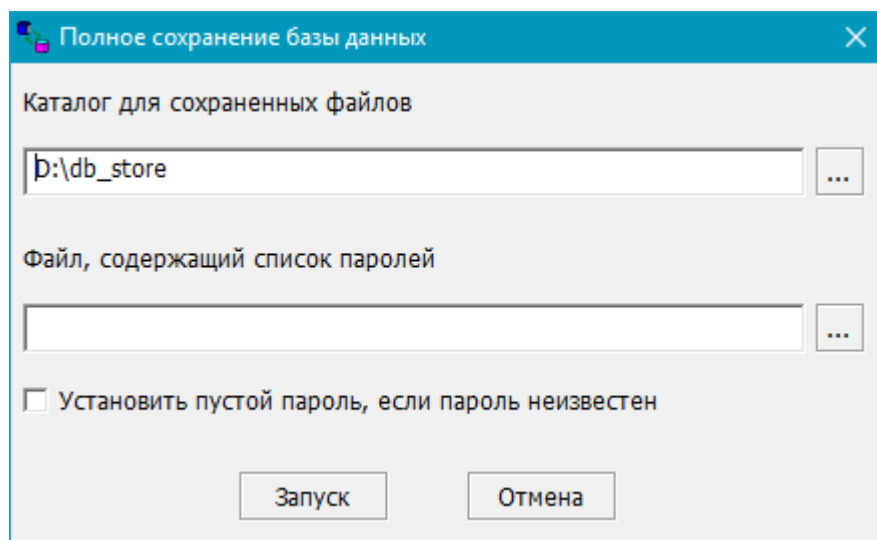 Полное сохранение базы данных
Каталог для сохраненных файлов
D:\db_store
...
Файл, содержащий список паролей
...
Установить пустой пароль, если пароль неизвестен
Запуск Отмена